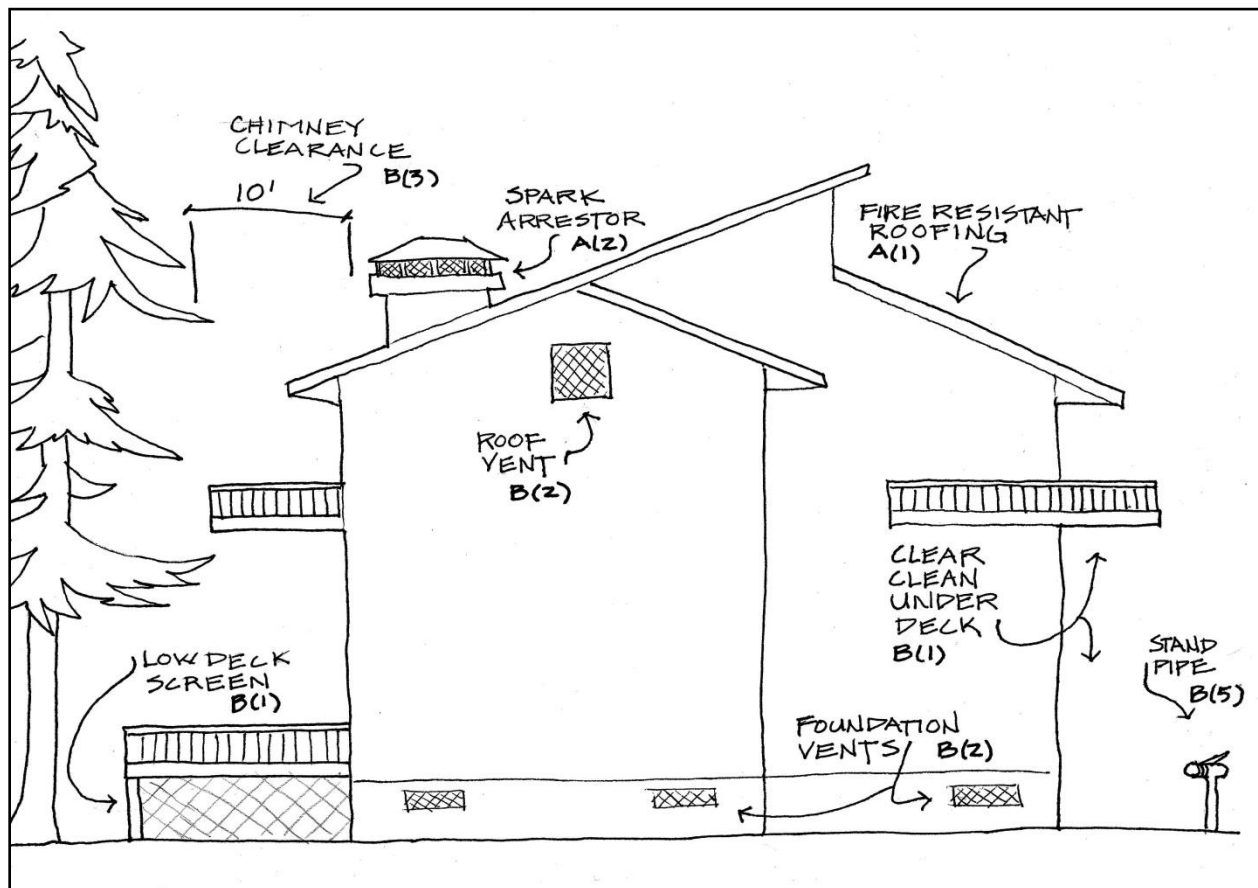 CHIMNEY
CLEARANCE
B(3)
10'
SPARK
ARRESTOR
A(2)
FIRE RESISTANT
ROOFING
A(1)
ROOF
VENT
B(2)
CLEAR
CLEAN
UNDER
DECK
B(1)
STAND
PIPE
B(5)
LOW DECK
SCREEN
B(1)
FOUNDATION
VENTS B(2)